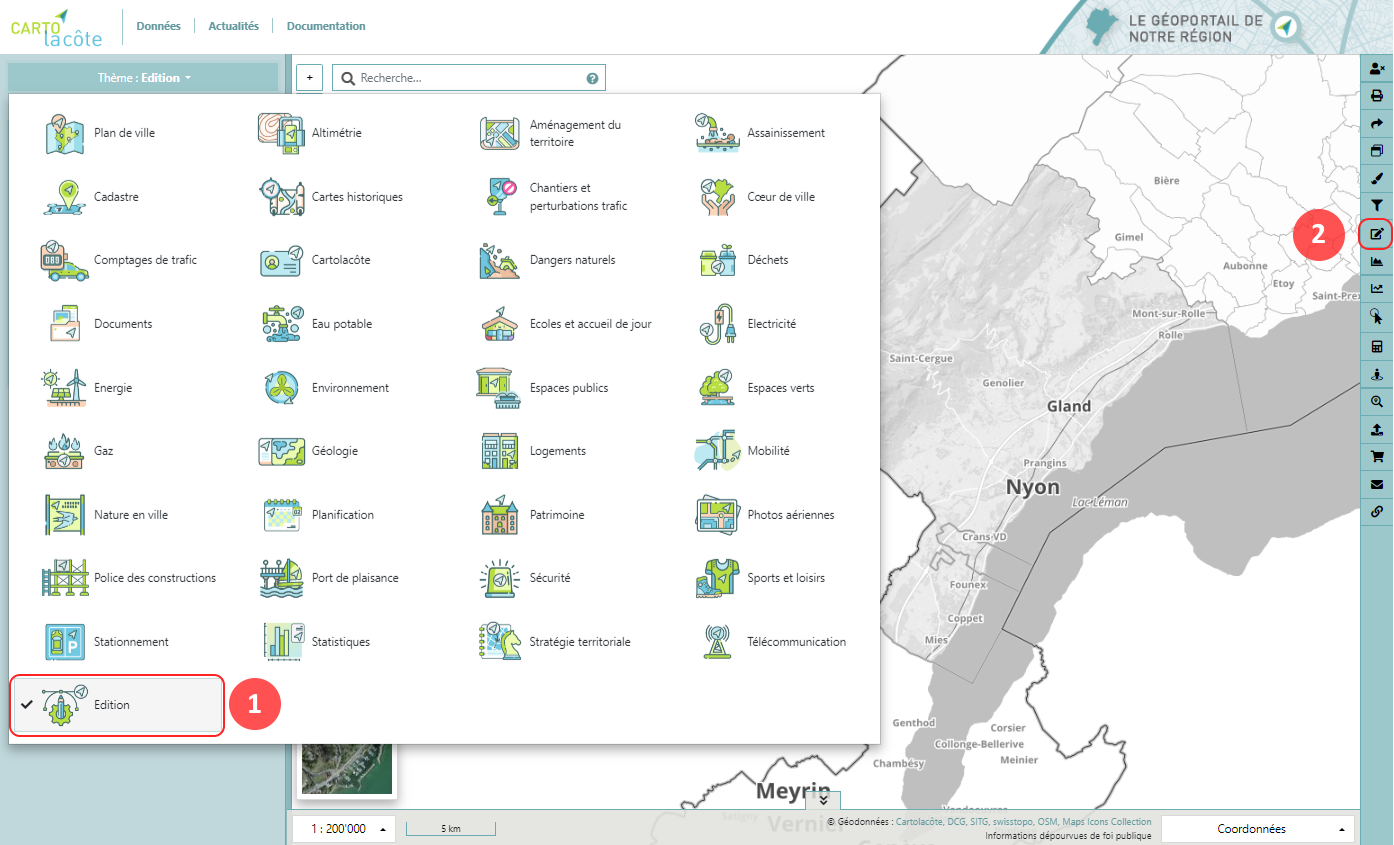 CARTO
lacôte
Données
Actualités
Documentation
LE GÉOPORTAIL DE
NOTRE RÉGION
Thème : Edition
+
Recherche...
?
Plan de ville
Altimétrie
Aménagement du
territoire
Assainissement
Cadastre
Cartes historiques
Chantiers et
perturbations trafic
Cœur de ville
Comptages de trafic
Cartolacôte
Dangers naturels
Déchets
Documents
Eau potable
Ecoles et accueil de jour
Electricité
Energie
Environnement
Espaces publics
Espaces verts
Gaz
Géologie
Logements
Mobilité
Nature en ville
Planification
Patrimoine
Photos aériennes
Police des constructions
Port de plaisance
Sécurité
Sports et loisirs
Stationnement
Statistiques
Stratégie territoriale
Télécommunication
Edition
1
2
Bière
Gimel
Aubonne
Etoy
Saint-Prex
Mont-sur-Rolle
Rolle
Saint-Cergue
Genolier
Gland
Prangins
Nyon
Lac Léman
Crans VD
Founex
Coppet
Mies
Genthod
Corsier
Collonge-Bellerive
Chambésy
Meinier
Meyrin
Vandoeuvres
Satigny
Vernier
1 : 200'000
5 km
© Géodonnées : Cartolacôte, DCG, SITG, swisstopo, OSM, Maps Icons Collection
Informations dépourvues de foi publique
Coordonnées